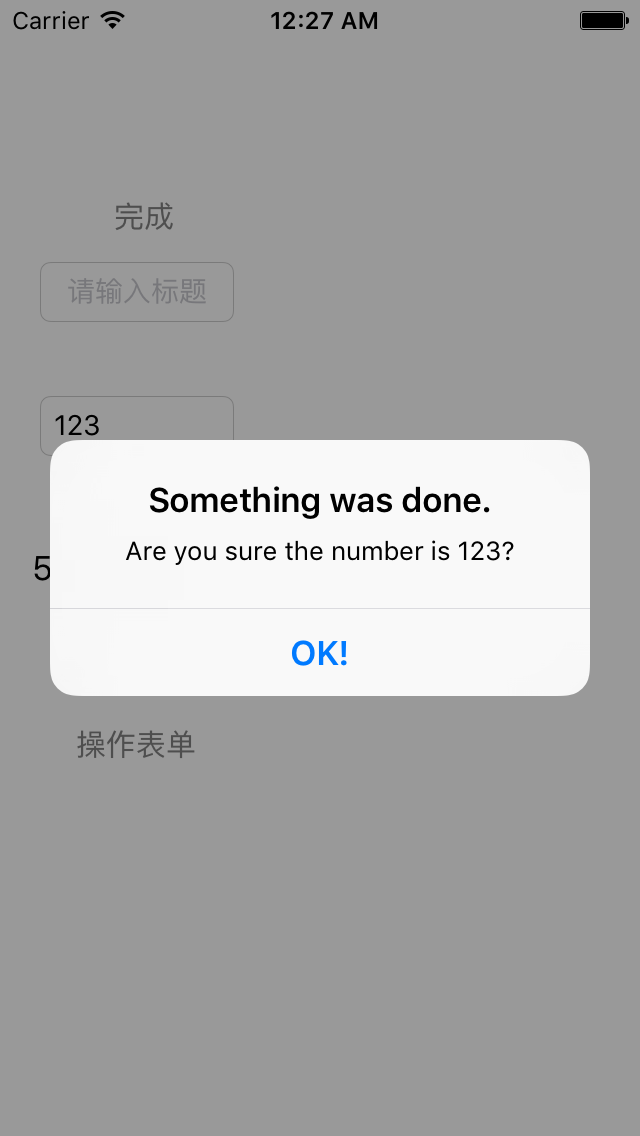 Carrier 12:27 AM
完成
请输入标题
123
Something was done.
Are you sure the number is 123?
5
OK!
操作表单